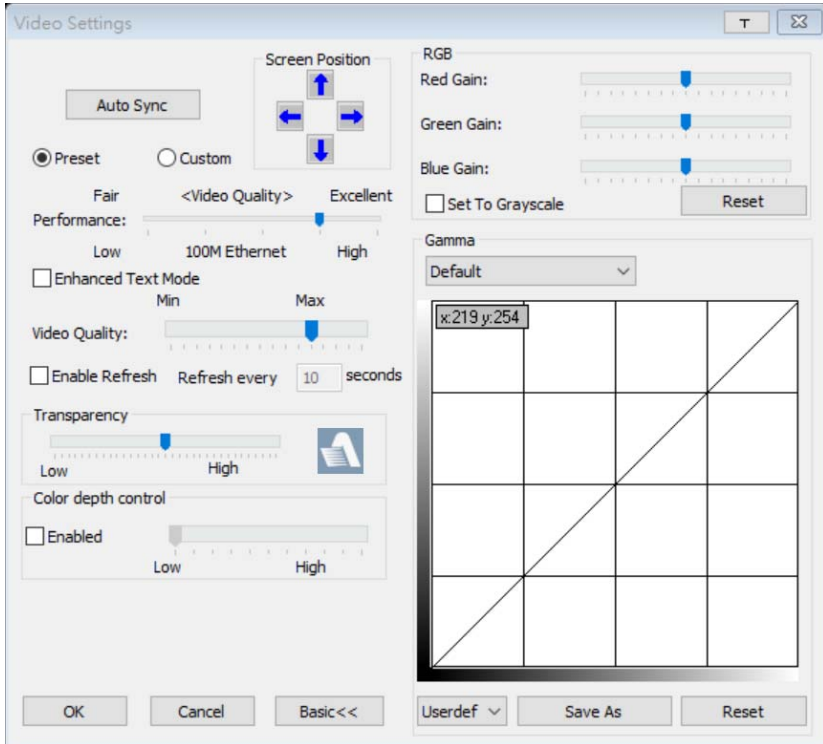 Video Settings
T
Auto Sync
Screen Position
Preset
Custom
Fair <Video Quality> Excellent
Performance:
Low 100M Ethernet High
Enhanced Text Mode
Min Max
Video Quality:
Enable Refresh Refresh every 10 seconds
Transparency
Low High
Color depth control
Enabled
Low High
OK
Cancel
Basic<<
RGB
Red Gain:
Green Gain:
Blue Gain:
Set To Grayscale
Reset
Gamma
Default
x:219 y:254
Userdef
Save As
Reset